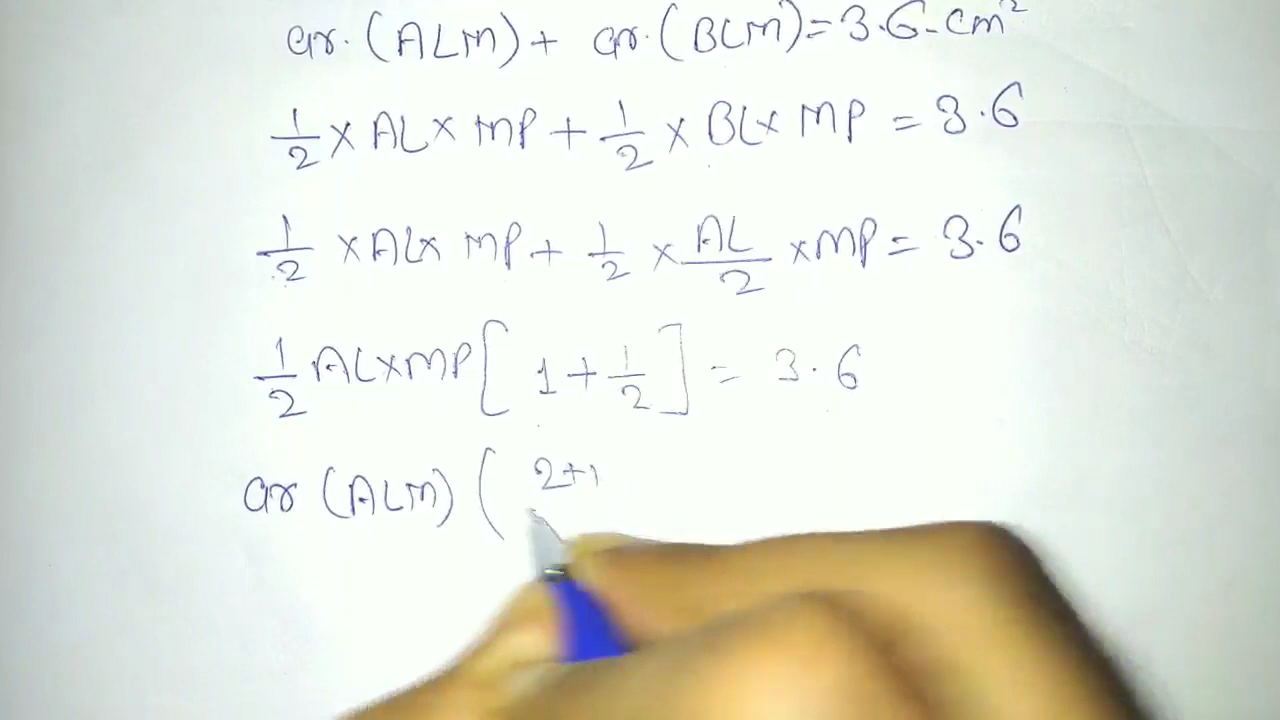 ar. (ALM) + ar. (BLM) = 3.6 cm²
1/2 × AL × MP + 1/2 × BL × MP = 3.6
1/2 × AL × MP + 1/2 × AL/2 × MP = 3.6
1/2 AL × MP [ 1 + 1/2 ] = 3.6
ar (ALM) ( 2+1